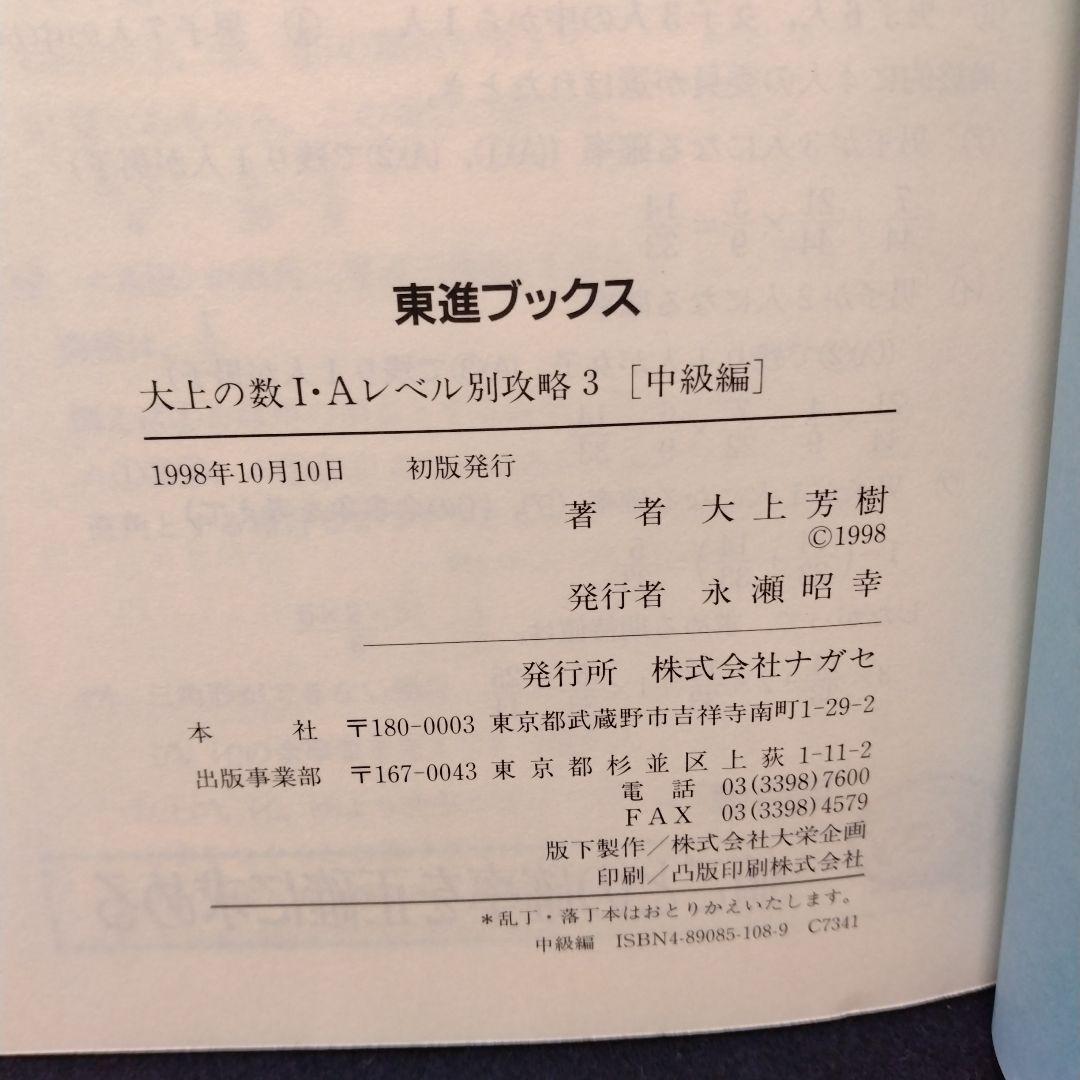 東進ブックス
大上の数I・Aレベル別攻略3［中級編］
1998年10月10日　初版発行
著者　大上芳樹
©1998
発行者　永瀬昭幸
発行所　株式会社ナガセ
本社　〒180-0003 東京都武蔵野市吉祥寺南町1-29-2
出版事業部　〒167-0043 東京都杉並区上荻1-11-2
電話　03(3398)7600
FAX　03(3398)4579
版下製作／株式会社大栄企画
印刷／凸版印刷株式会社
＊乱丁・落丁本はおとりかえいたします。
中級編　ISBN4-89085-108-9　C7341